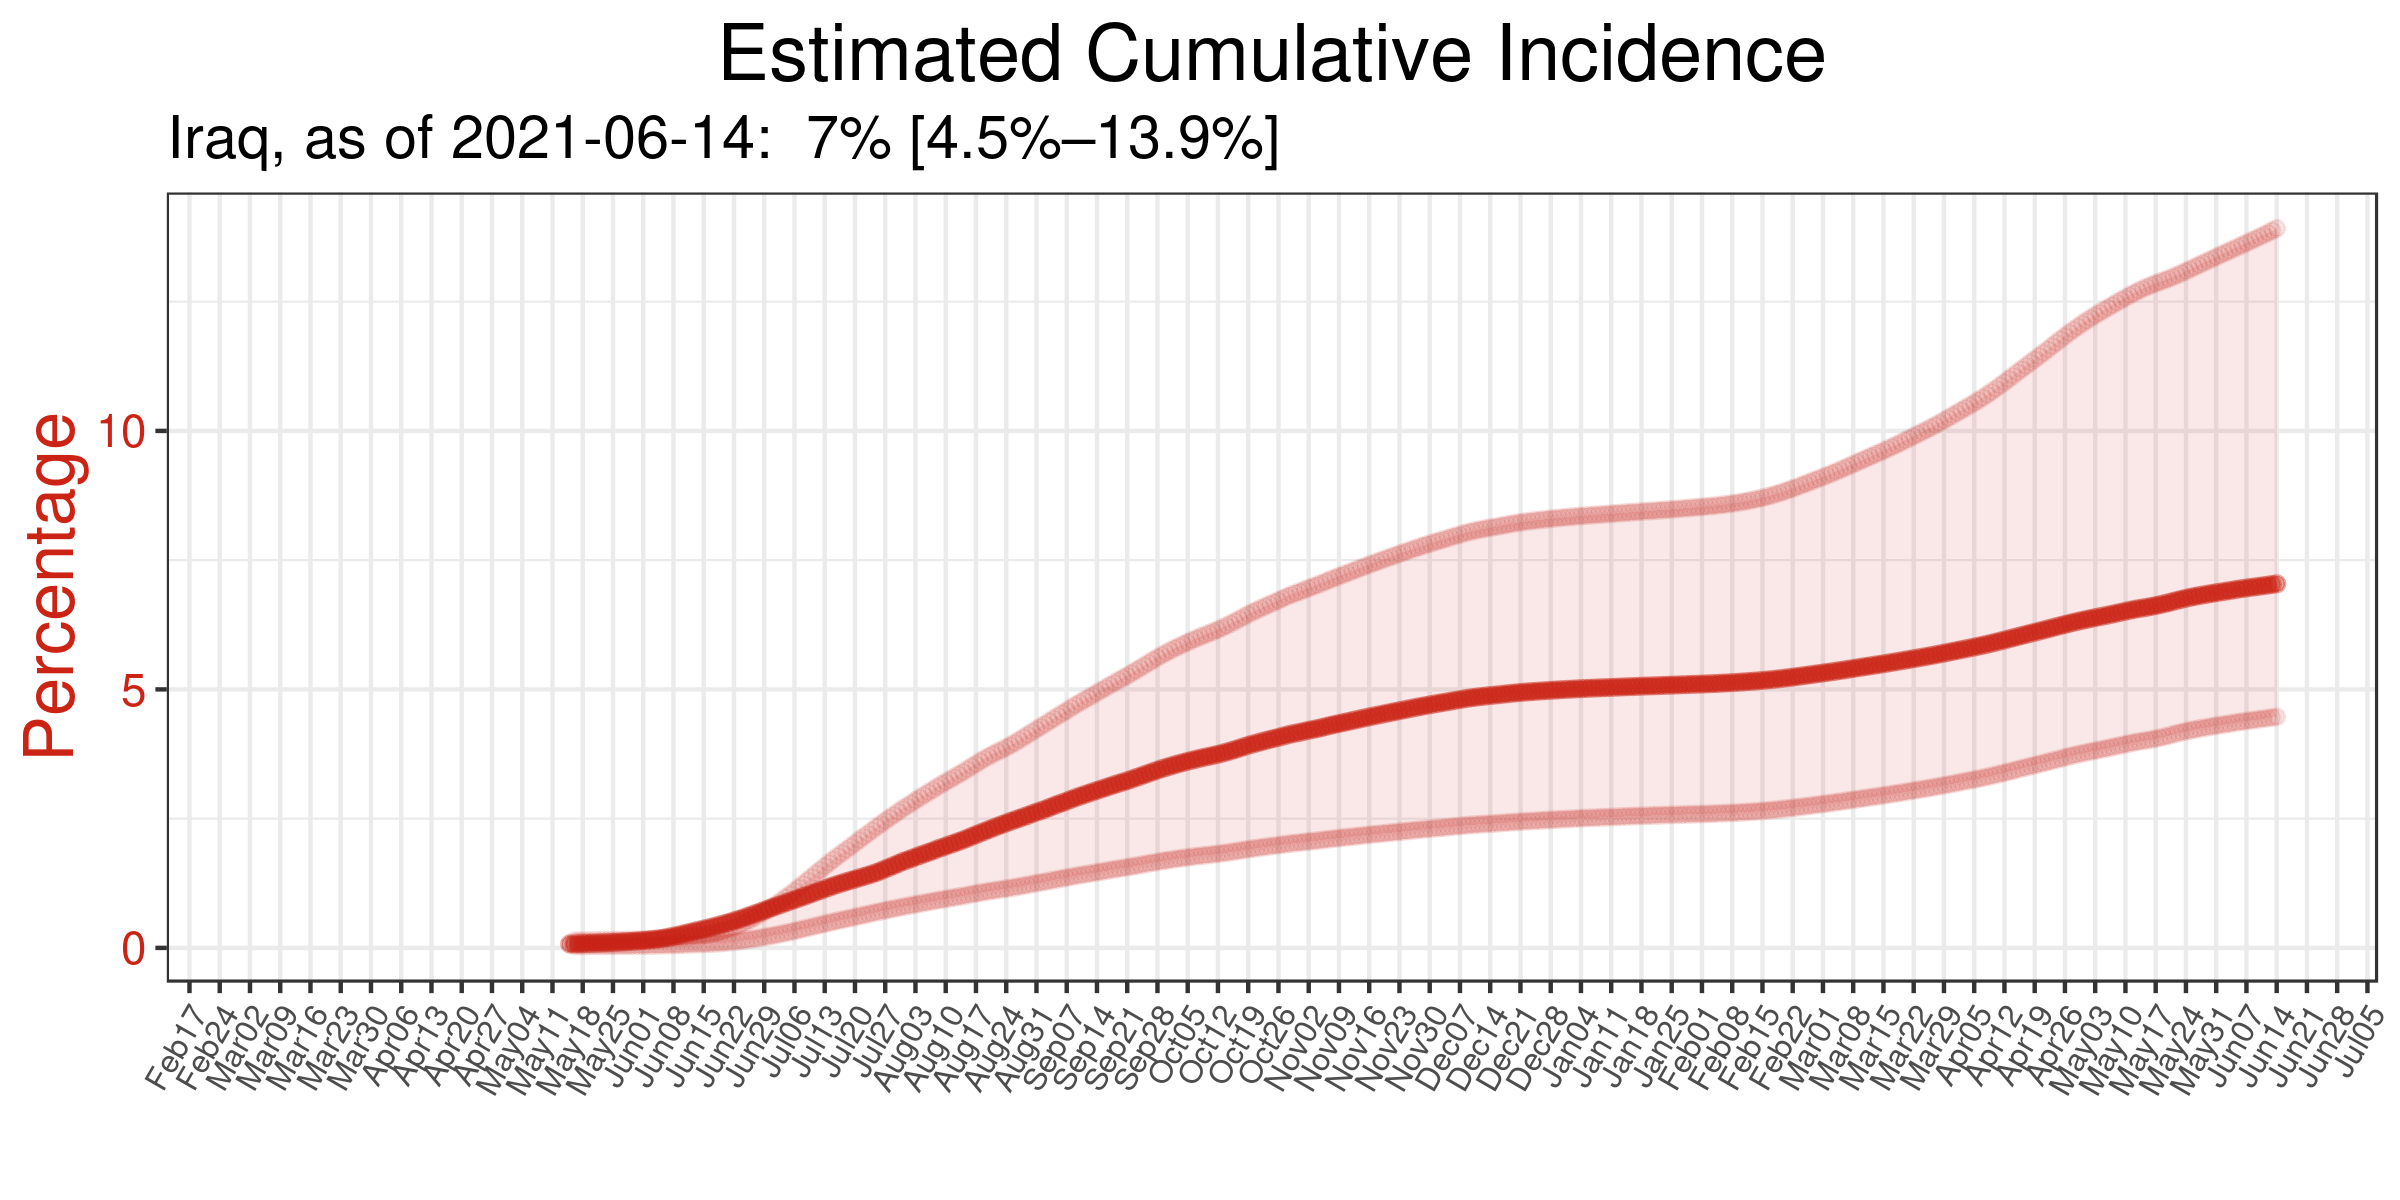 Estimated Cumulative Incidence
Iraq, as of 2021-06-14:  7% [4.5%–13.9%]
Percentage
10
5
0
Feb17
Feb24
Mar02
Mar09
Mar16
Mar23
Mar30
Apr06
Apr13
Apr20
Apr27
May04
May11
May18
May25
Jun01
Jun08
Jun15
Jun22
Jun29
Jul06
Jul13
Jul20
Jul27
Aug03
Aug10
Aug17
Aug24
Aug31
Sep07
Sep14
Sep21
Sep28
Oct05
Oct12
Oct19
Oct26
Nov02
Nov09
Nov16
Nov23
Nov30
Dec07
Dec14
Dec21
Dec28
Jan04
Jan11
Jan18
Jan25
Feb01
Feb08
Feb15
Feb22
Mar01
Mar08
Mar15
Mar22
Mar29
Apr05
Apr12
Apr19
Apr26
May03
May10
May17
May24
May31
Jun07
Jun14
Jun21
Jun28
Jul05